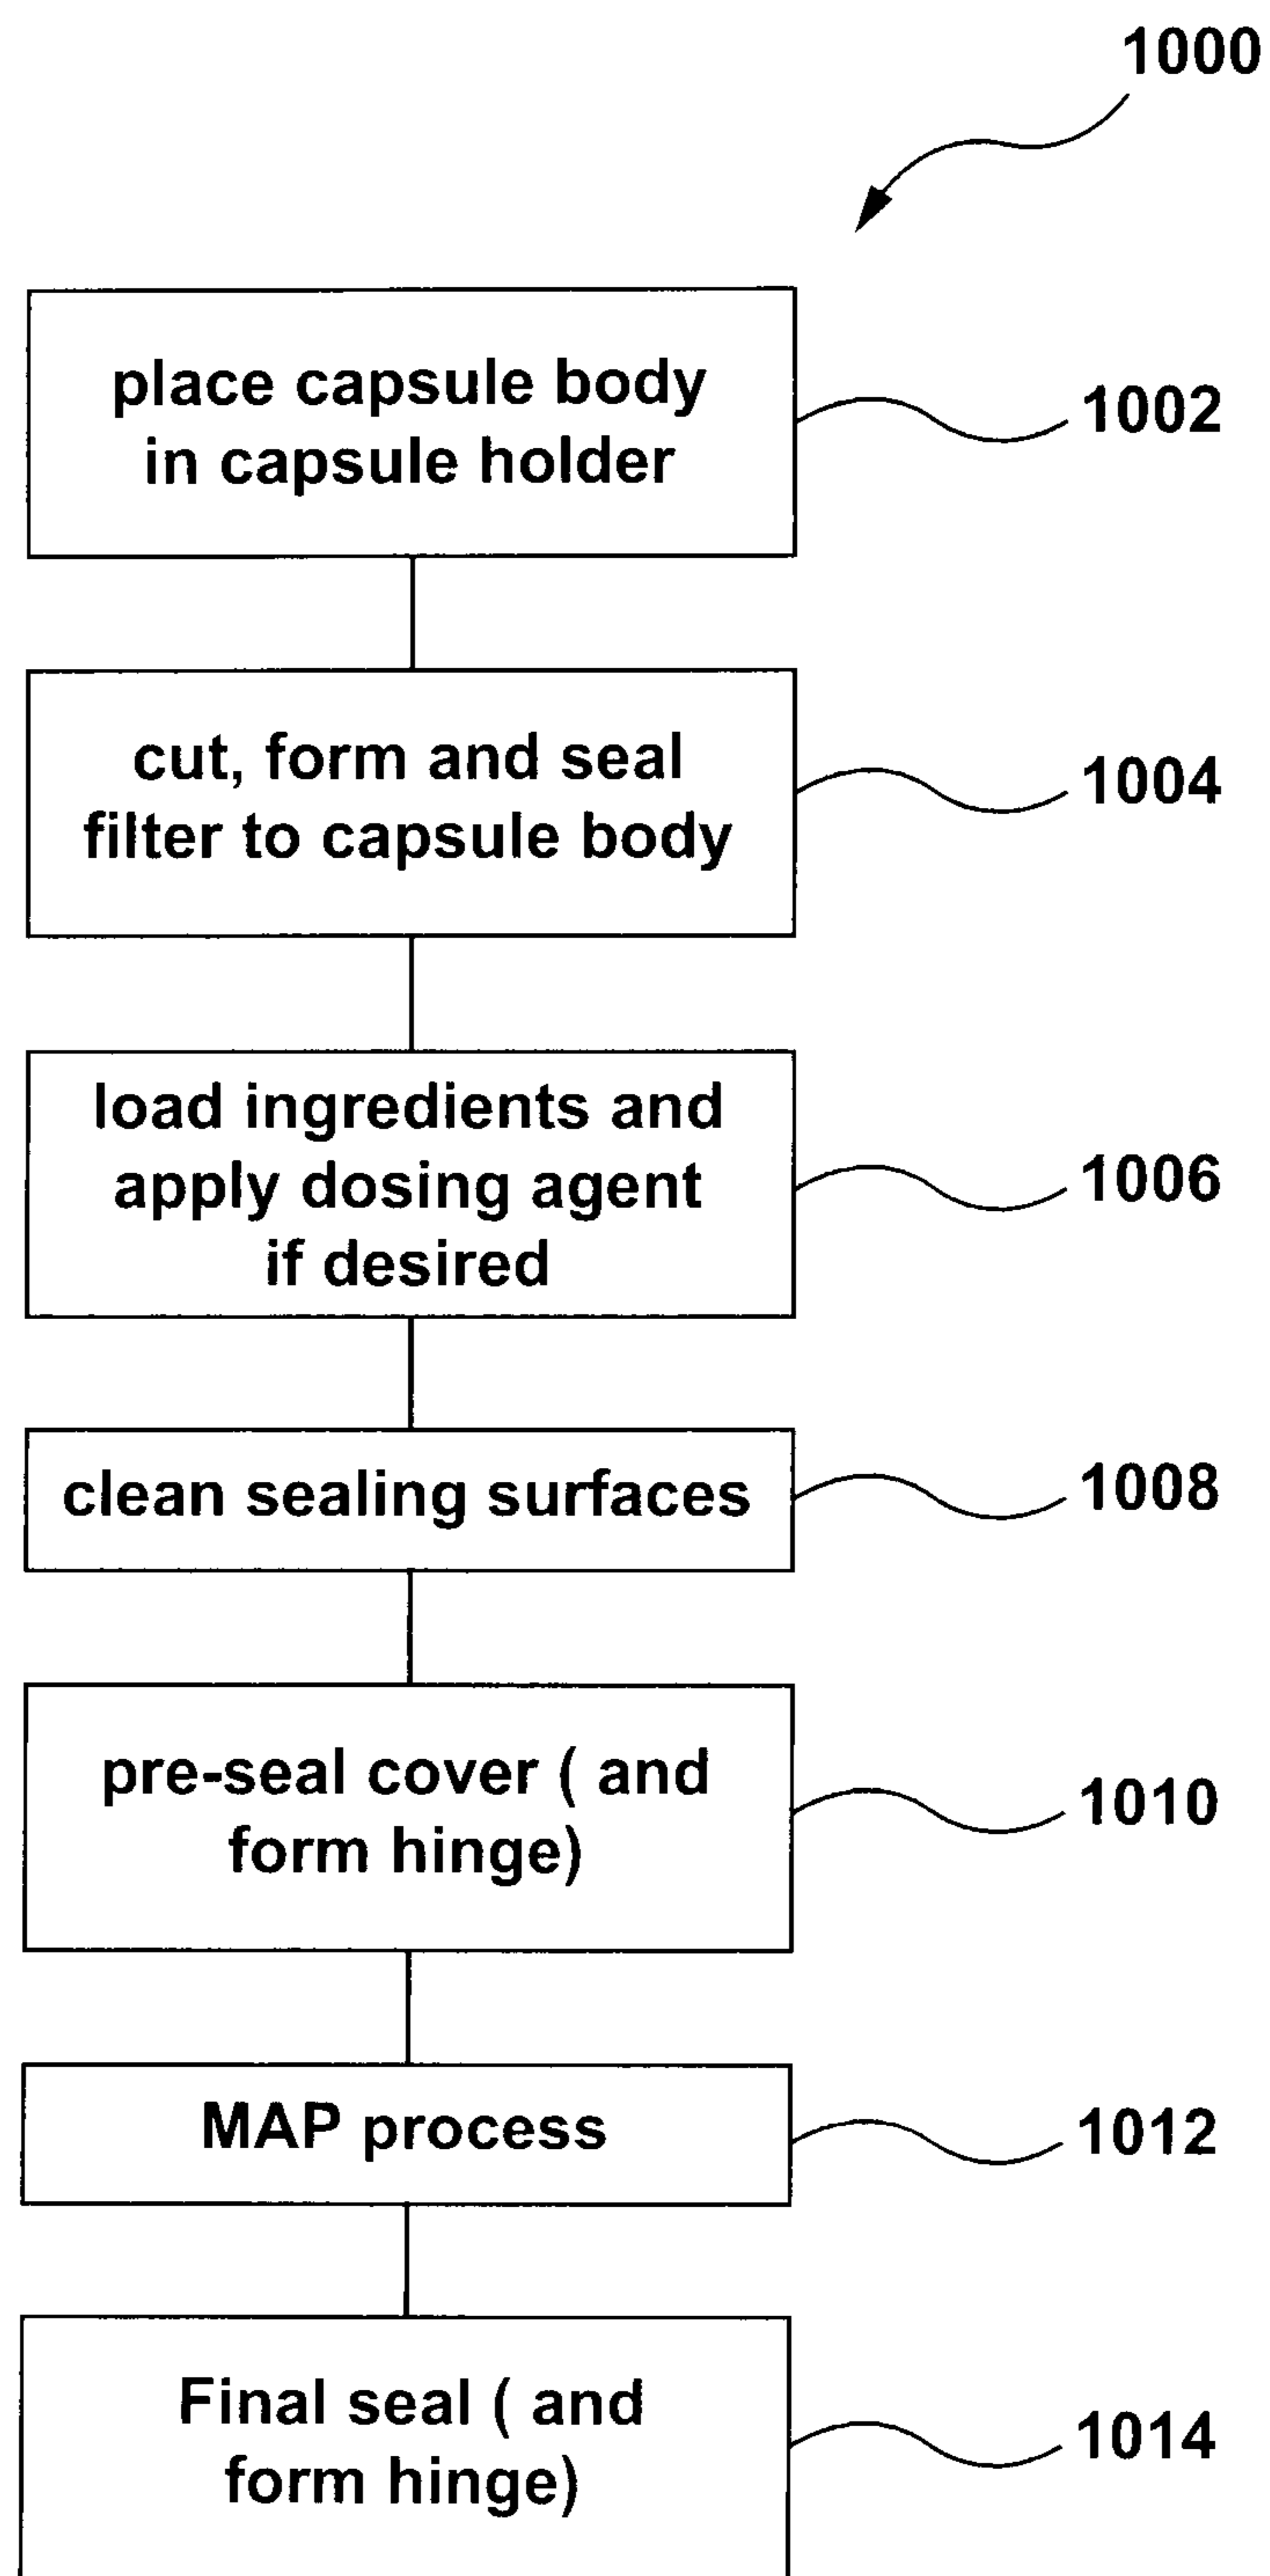 1000
place capsule body
in capsule holder
1002
cut, form and seal
filter to capsule body
1004
load ingredients and
apply dosing agent
if desired
1006
clean sealing surfaces
1008
pre-seal cover ( and
form hinge)
1010
MAP process
1012
Final seal ( and
form hinge)
1014